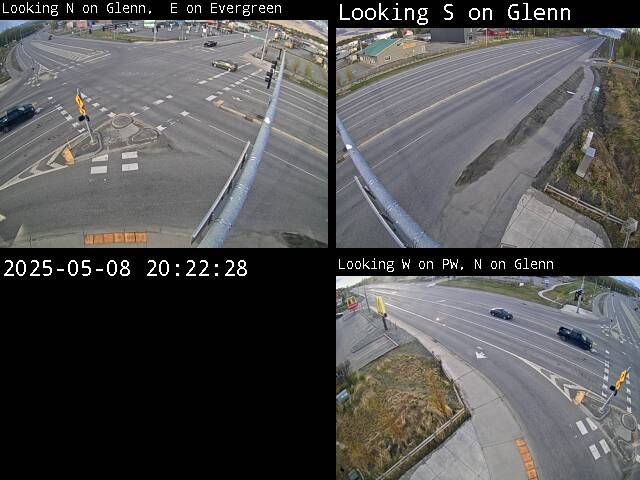 Looking N on Glenn,  E on Evergreen
Looking S on Glenn
2025-05-08 20:22:28
Looking W on PW, N on Glenn